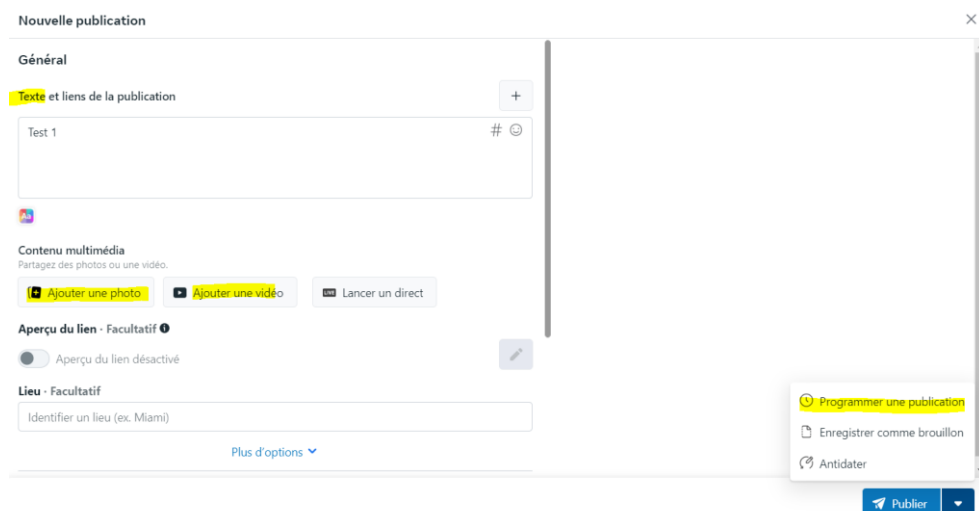 Nouvelle publication
Général
Texte et liens de la publication
Test 1
Contenu multimédia
Partagez des photos ou une vidéo.
Ajouter une photo
Ajouter une vidéo
LIVE Lancer un direct
Aperçu du lien · Facultatif
Aperçu du lien désactivé
Lieu · Facultatif
Identifier un lieu (ex. Miami)
Plus d'options
Programmer une publication
Enregistrer comme brouillon
Antidater
Publier